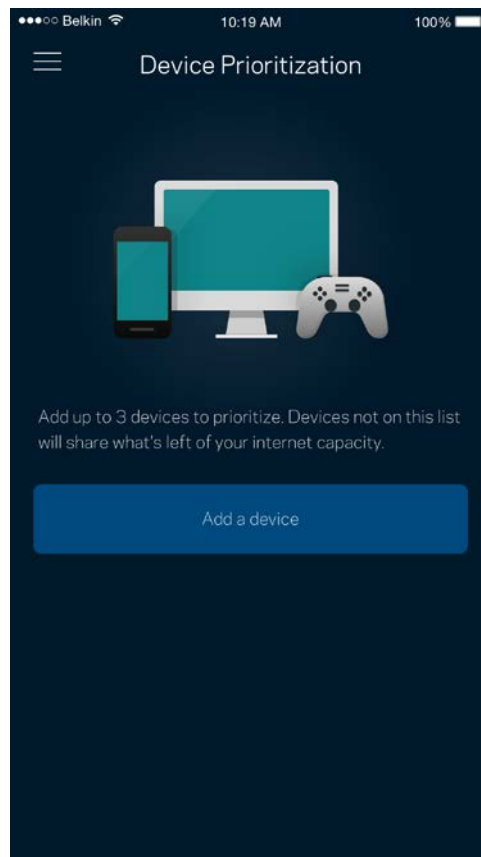 ●●●○○ Belkin 10:19 AM 100%
Device Prioritization
Add up to 3 devices to prioritize. Devices not on this list
will share what's left of your internet capacity.
Add a device